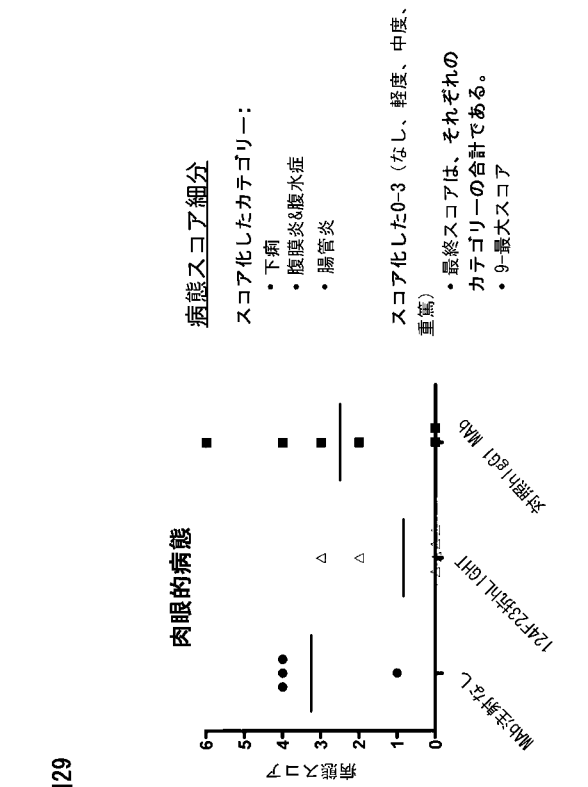 図29
肉眼的病態
病態スコア
6
5
4
3
2
1
0
MAb注射なし
124F23抗hLIGHT
対照hIgG1 MAb
病態スコア細分
スコア化したカテゴリー:
• 下痢
• 腹膜炎&腹水症
• 腸管炎
スコア化した0-3（なし、軽度、中度、
重篤）
• 最終スコアは、それぞれの
カテゴリーの合計である。
• 9-最大スコア